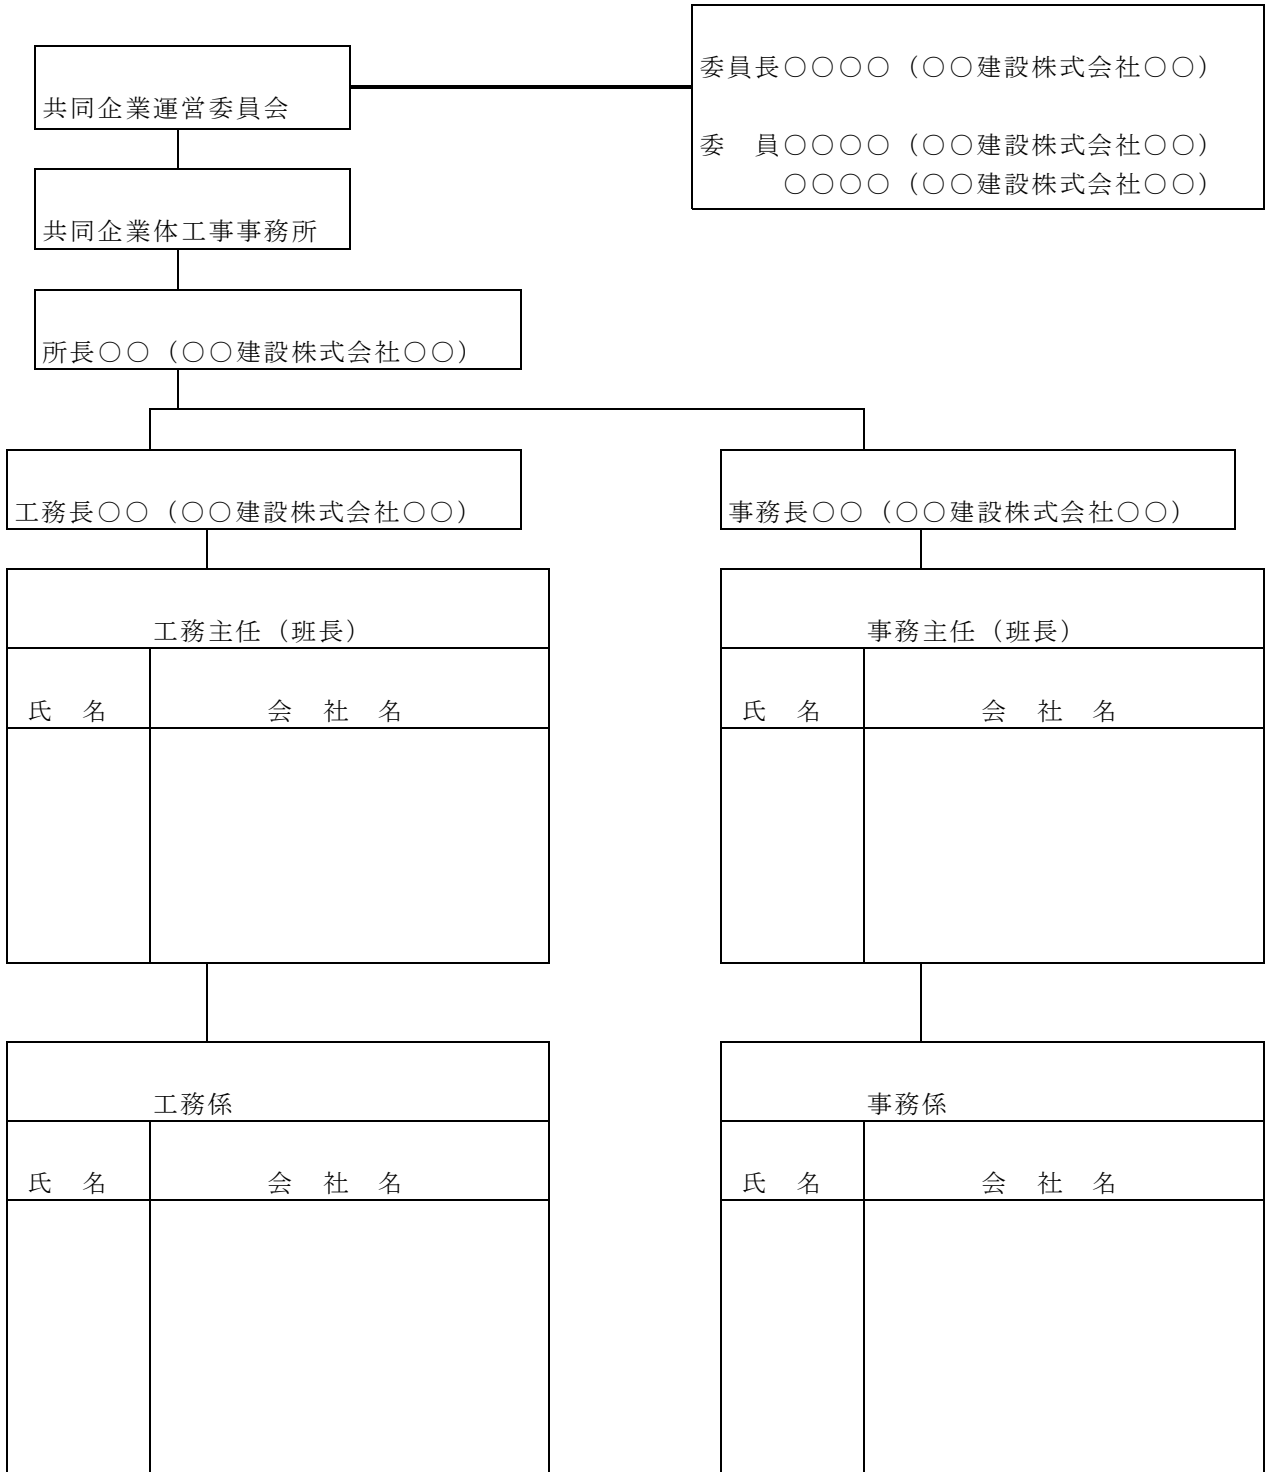 委員長○○○○（○○建設株式会社○○）
共同企業運営委員会
委　員○○○○（○○建設株式会社○○）
○○○○（○○建設株式会社○○）
共同企業体工事事務所
所長○○（○○建設株式会社○○）
工務長○○（○○建設株式会社○○）
事務長○○（○○建設株式会社○○）
工務主任（班長）
事務主任（班長）
氏　名
会　社　名
氏　名
会　社　名
工務係
事務係
氏　名
会　社　名
氏　名
会　社　名